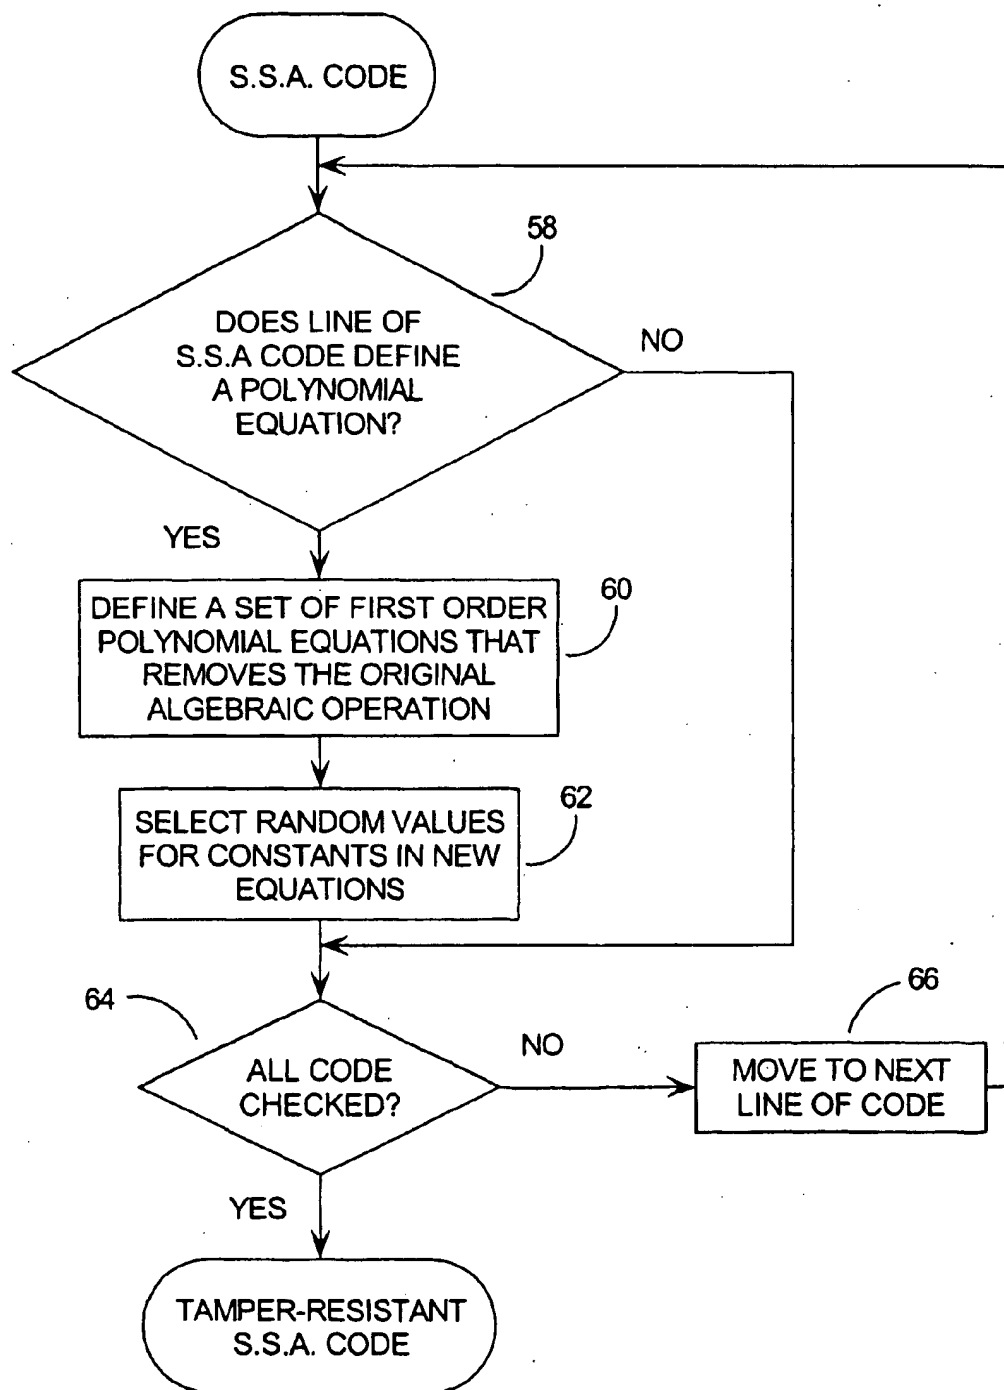 S.S.A. CODE
58
DOES LINE OF
S.S.A CODE DEFINE
A POLYNOMIAL
EQUATION?
NO
YES
60
DEFINE A SET OF FIRST ORDER
POLYNOMIAL EQUATIONS THAT
REMOVES THE ORIGINAL
ALGEBRAIC OPERATION
62
SELECT RANDOM VALUES
FOR CONSTANTS IN NEW
EQUATIONS
64
ALL CODE
CHECKED?
NO
66
MOVE TO NEXT
LINE OF CODE
YES
TAMPER-RESISTANT
S.S.A. CODE